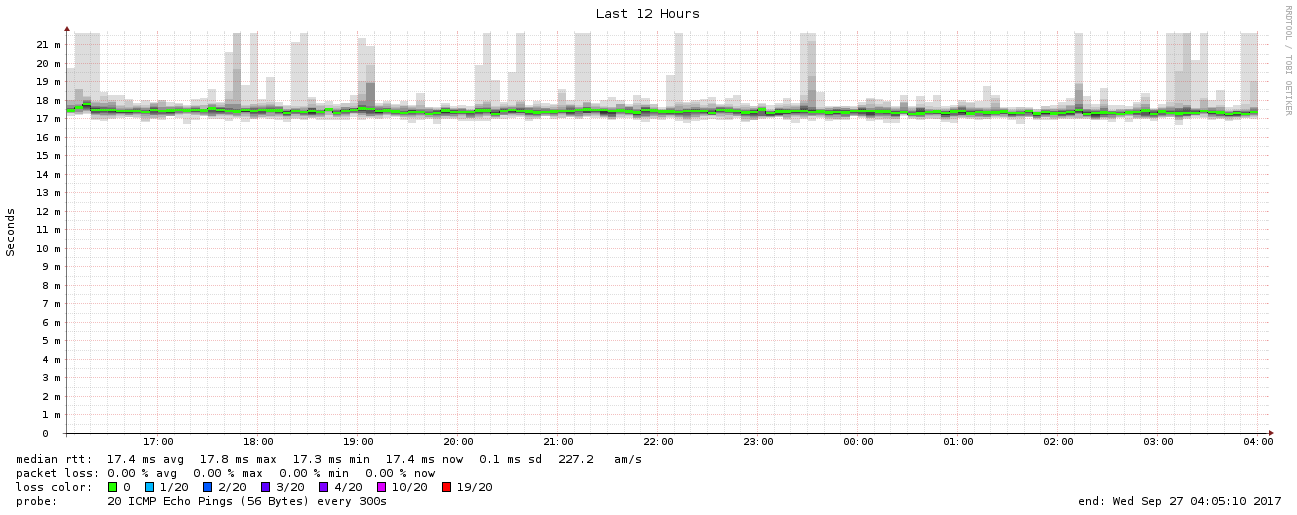 Last 12 Hours
RRDTOOL / TOBI OETIKER
Seconds
21 m
20 m
19 m
18 m
17 m
16 m
15 m
14 m
13 m
12 m
11 m
10 m
9 m
8 m
7 m
6 m
5 m
4 m
3 m
2 m
1 m
0
17:00 18:00 19:00 20:00 21:00 22:00 23:00 00:00 01:00 02:00 03:00 04:00
median rtt: 17.4 ms avg 17.8 ms max 17.3 ms min 17.4 ms now 0.1 ms sd 227.2 am/s
packet loss: 0.00 % avg 0.00 % max 0.00 % min 0.00 % now
loss color: 0 1/20 2/20 3/20 4/20 10/20 19/20
probe: 20 ICMP Echo Pings (56 Bytes) every 300s end: Wed Sep 27 04:05:10 2017